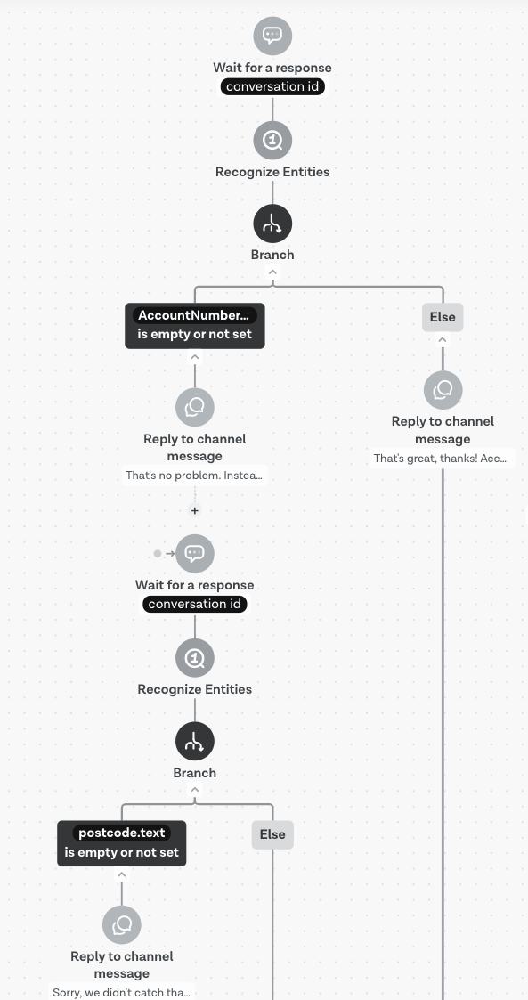 Wait for a response
conversation id
Recognize Entities
Branch
AccountNumber...
is empty or not set
Else
Reply to channel
message
That's great, thanks! Acc...
Reply to channel
message
That's no problem. Instea...
+
Wait for a response
conversation id
Recognize Entities
Branch
postcode.text
is empty or not set
Else
Reply to channel
message
Sorry, we didn't catch tha...